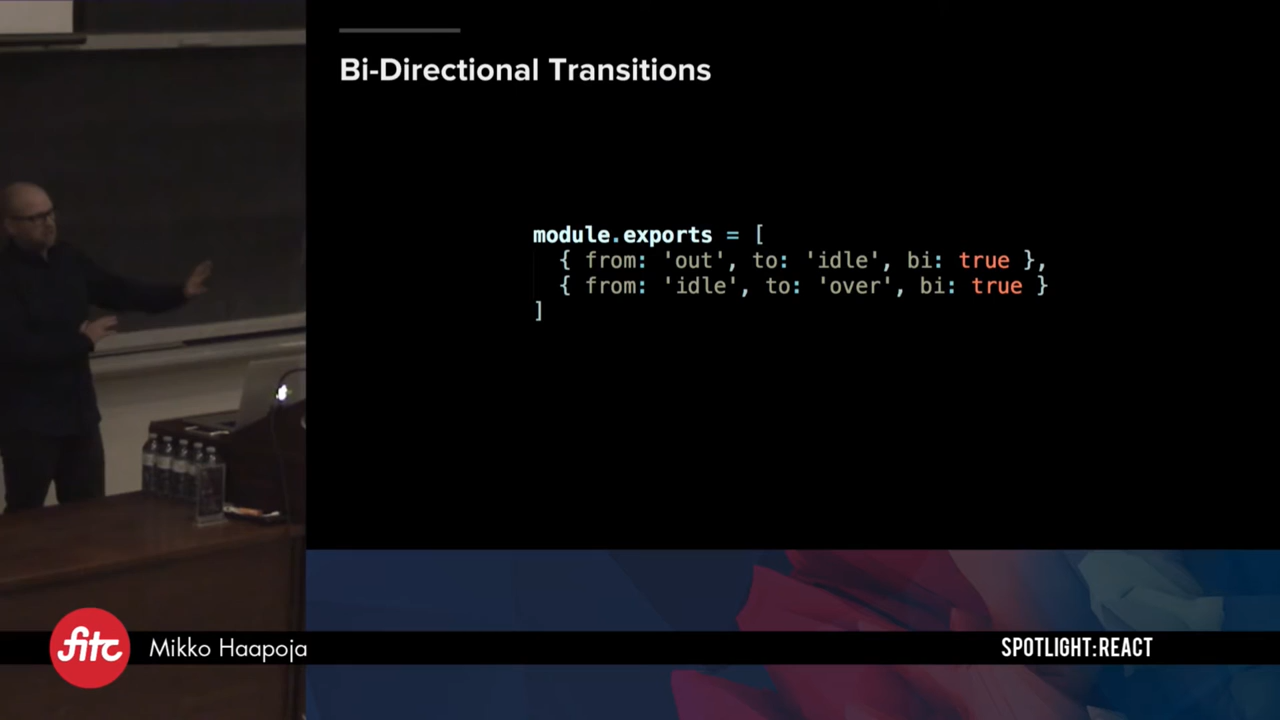 Bi-Directional Transitions
module.exports = [
{ from: 'out', to: 'idle', bi: true },
{ from: 'idle', to: 'over', bi: true }
]
fitc
Mikko Haapoja
SPOTLIGHT:REACT